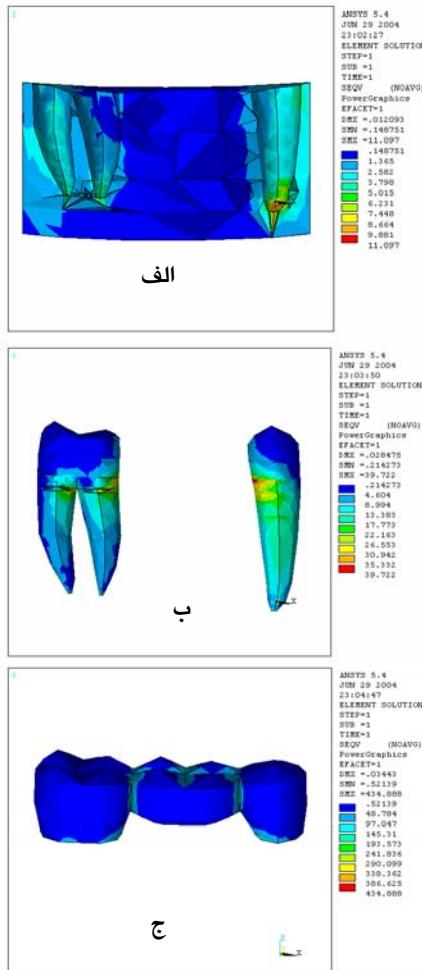 1
ANSYS 5.4
JUN 29 2004
23:02:27
ELEMENT SOLUTION
STEP=1
SUB =1
TIME=1
SEQV (NOAVG)
PowerGraphics
EFACET=1
DMX =.012093
SMN =.148751
SMX =11.097
.148751
1.365
2.582
3.798
5.015
6.231
7.448
8.664
9.881
11.097
الف
1
ANSYS 5.4
JUN 29 2004
23:03:50
ELEMENT SOLUTION
STEP=1
SUB =1
TIME=1
SEQV (NOAVG)
PowerGraphics
EFACET=1
DMX =.028475
SMN =.214273
SMX =39.722
.214273
4.604
8.994
13.383
17.773
22.163
26.553
30.942
35.332
39.722
X
ب
1
ANSYS 5.4
JUN 29 2004
23:04:47
ELEMENT SOLUTION
STEP=1
SUB =1
TIME=1
SEQV (NOAVG)
PowerGraphics
EFACET=1
DMX =.03443
SMN =.52139
SMX =434.888
.52139
48.784
97.047
145.31
193.573
241.836
290.099
338.362
386.625
434.888
ج
Z
X